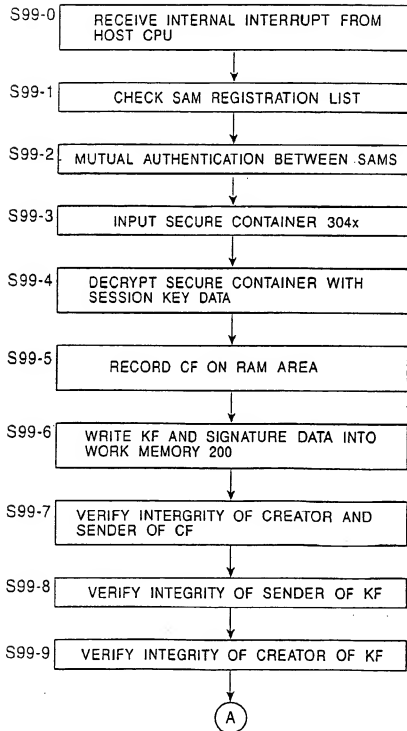 S99-0 RECEIVE INTERNAL INTERRUPT FROM
HOST CPU
S99-1 CHECK SAM REGISTRATION LIST
S99-2 MUTUAL AUTHENTICATION BETWEEN SAMS
S99-3 INPUT SECURE CONTAINER 304x
S99-4 DECRYPT SECURE CONTAINER WITH
SESSION KEY DATA
S99-5 RECORD CF ON RAM AREA
S99-6 WRITE KF AND SIGNATURE DATA INTO
WORK MEMORY 200
S99-7 VERIFY INTERGRITY OF CREATOR AND
SENDER OF CF
S99-8 VERIFY INTEGRITY OF SENDER OF KF
S99-9 VERIFY INTEGRITY OF CREATOR OF KF
A